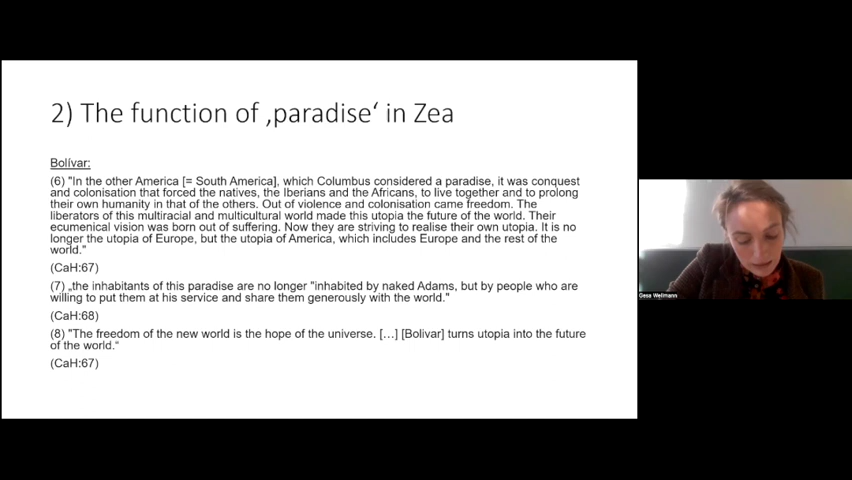 2) The function of ‚paradise‘ in Zea
Bolívar:
(6) "In the other America [= South America], which Columbus considered a paradise, it was conquest
and colonisation that forced the natives, the Iberians and the Africans, to live together and to prolong
their own humanity in that of the others. Out of violence and colonisation came freedom. The
liberators of this multiracial and multicultural world made this utopia the future of the world. Their
ecumenical vision was born out of suffering. Now they are striving to realise their own utopia. It is no
longer the utopia of Europe, but the utopia of America, which includes Europe and the rest of the
world."
(CaH:67)
(7) „the inhabitants of this paradise are no longer "inhabited by naked Adams, but by people who are
willing to put them at his service and share them generously with the world."
(CaH:68)
(8) "The freedom of the new world is the hope of the universe. […] [Bolivar] turns utopia into the future
of the world.“
(CaH:67)
Gesa Wellmann